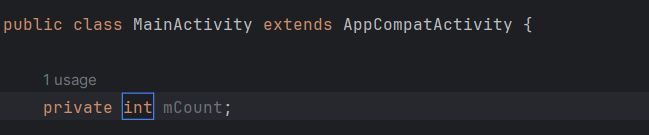 public class MainActivity extends AppCompatActivity {
1 usage
private int mCount;